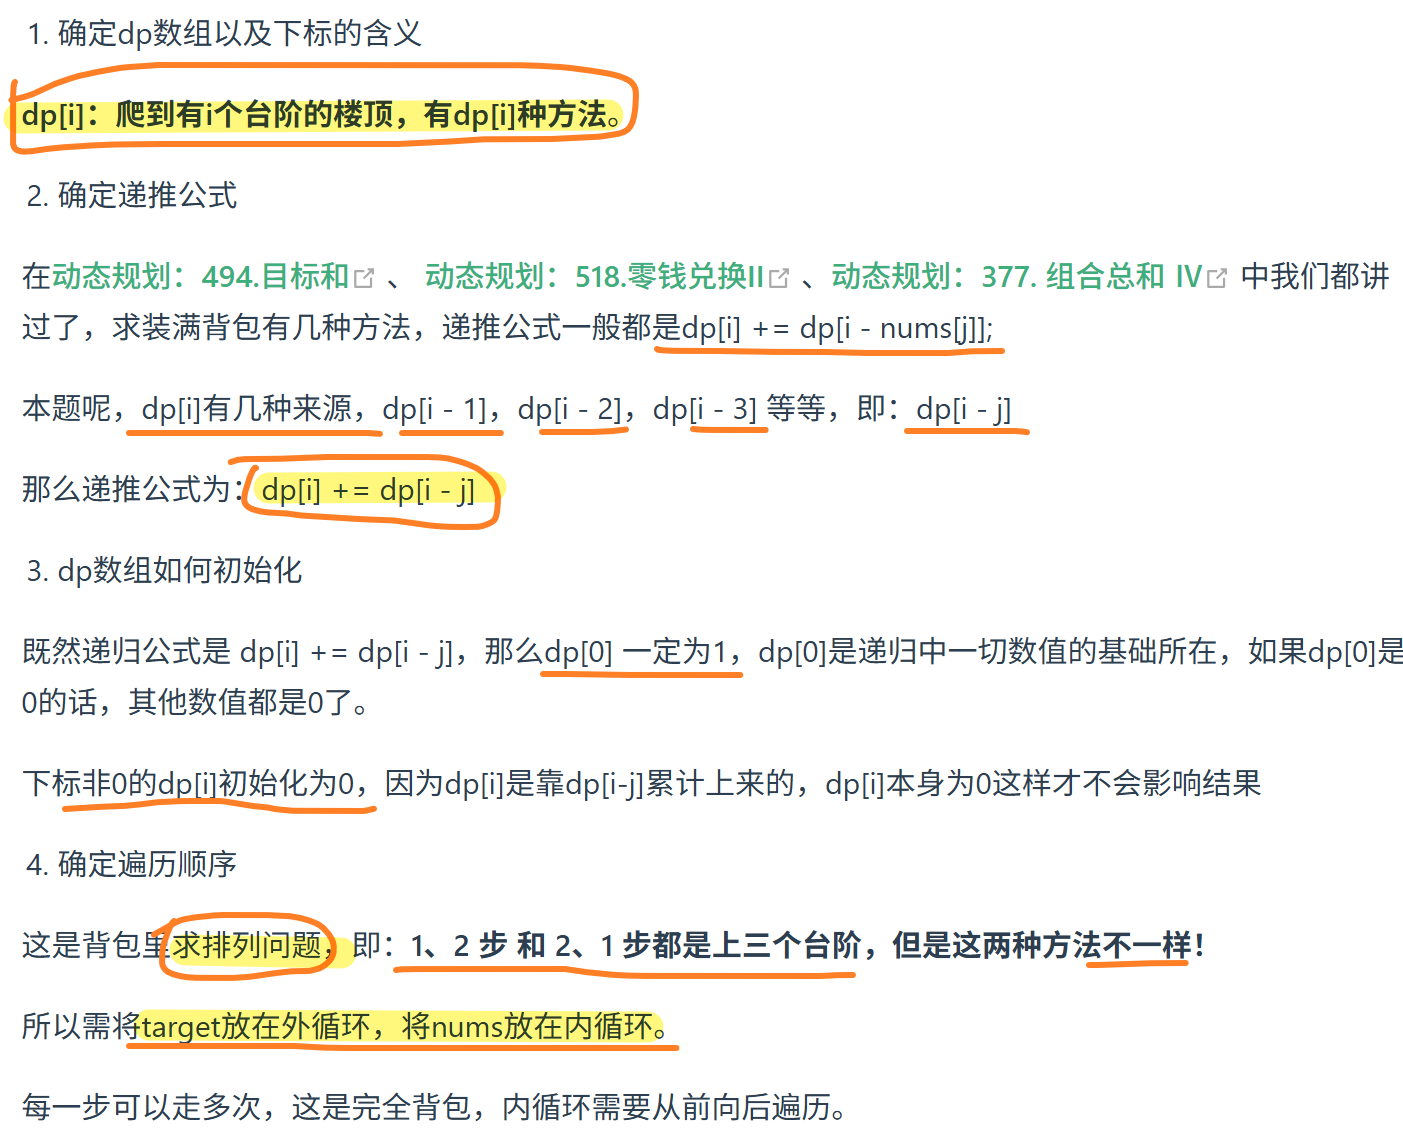 1. 确定dp数组以及下标的含义
dp[i]：爬到有i个台阶的楼顶，有dp[i]种方法。
2. 确定递推公式
在动态规划：494.目标和 、 动态规划：518.零钱兑换II 、动态规划：377. 组合总和 Ⅳ 中我们都讲
过了，求装满背包有几种方法，递推公式一般都是dp[i] += dp[i - nums[j]];
本题呢，dp[i]有几种来源，dp[i - 1]，dp[i - 2]，dp[i - 3] 等等，即：dp[i - j]
那么递推公式为：dp[i] += dp[i - j]
3. dp数组如何初始化
既然递归公式是 dp[i] += dp[i - j]，那么dp[0] 一定为1，dp[0]是递归中一切数值的基础所在，如果dp[0]是
0的话，其他数值都是0了。
下标非0的dp[i]初始化为0，因为dp[i]是靠dp[i-j]累计上来的，dp[i]本身为0这样才不会影响结果
4. 确定遍历顺序
这是背包里求排列问题，即：1、2 步 和 2、1 步都是上三个台阶，但是这两种方法不一样！
所以需将target放在外循环，将nums放在内循环。
每一步可以走多次，这是完全背包，内循环需要从前向后遍历。